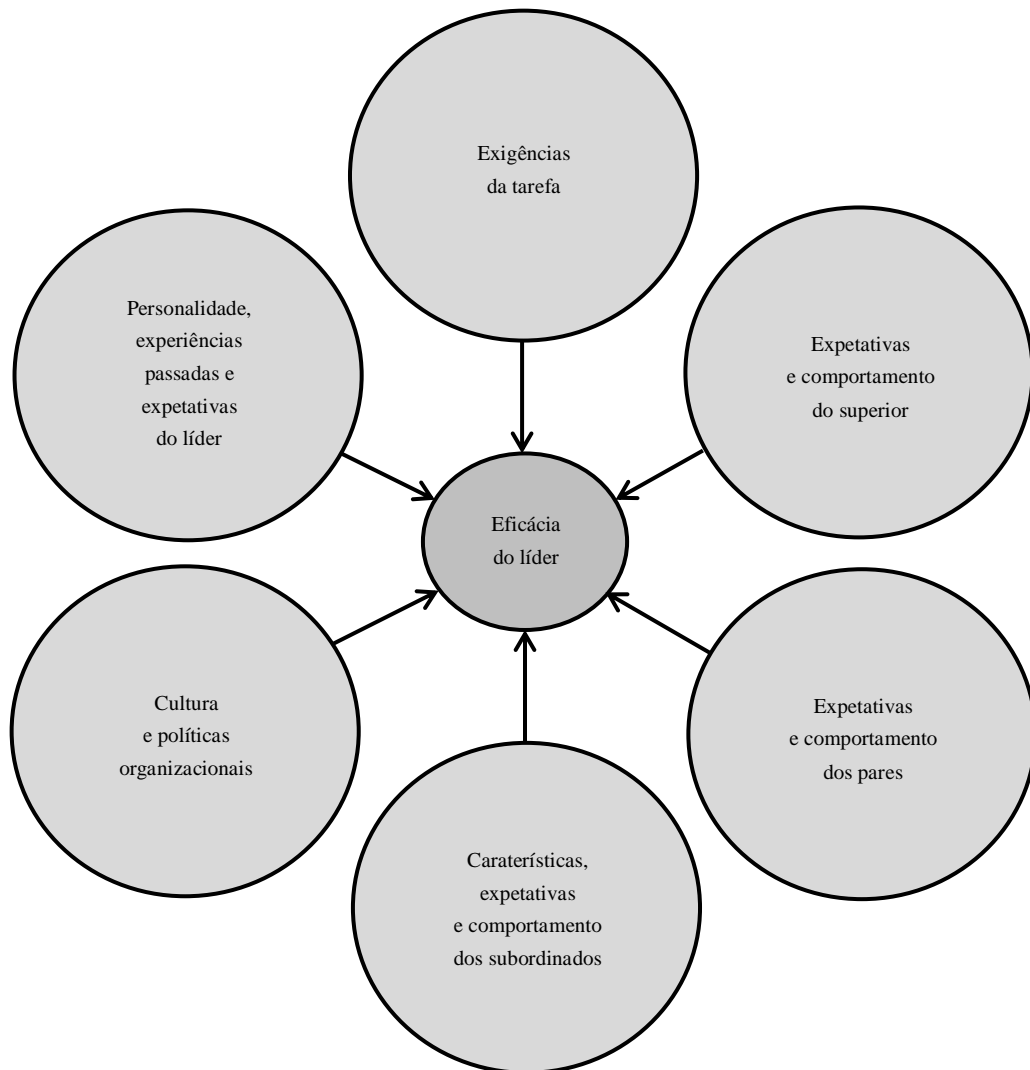 Exigências
da tarefa
Personalidade,
experiências
passadas e
expetativas
do líder
Expetativas
e comportamento
do superior
Eficácia
do líder
Cultura
e políticas
organizacionais
Expetativas
e comportamento
dos pares
Caraterísticas,
expetativas
e comportamento
dos subordinados